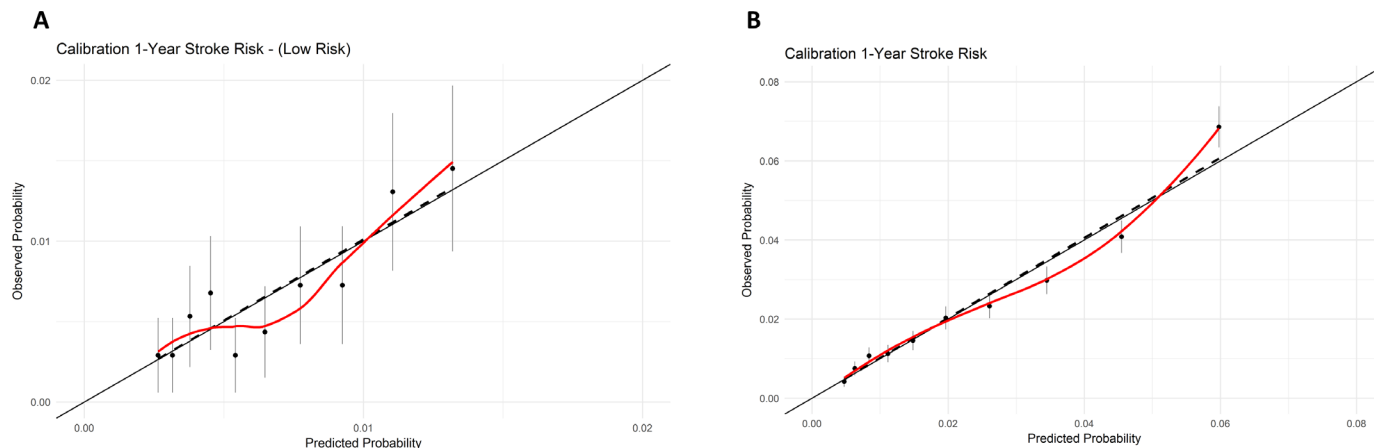 A
Calibration 1-Year Stroke Risk - (Low Risk)
0.02
0.01
0.00
Observed Probability
0.00
0.01
0.02
Predicted Probability
B
Calibration 1-Year Stroke Risk
0.08
0.06
0.04
0.02
0.00
Observed Probability
0.00
0.02
0.04
0.06
0.08
Predicted Probability